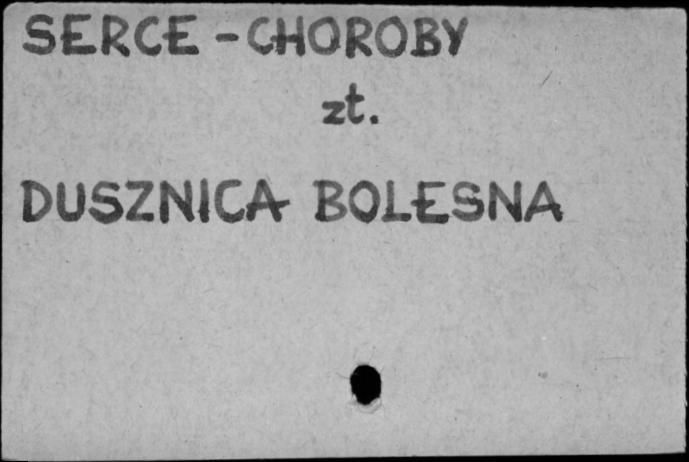 SERCE - CHOROBY
zt.
DUSZNICA BOLESNA